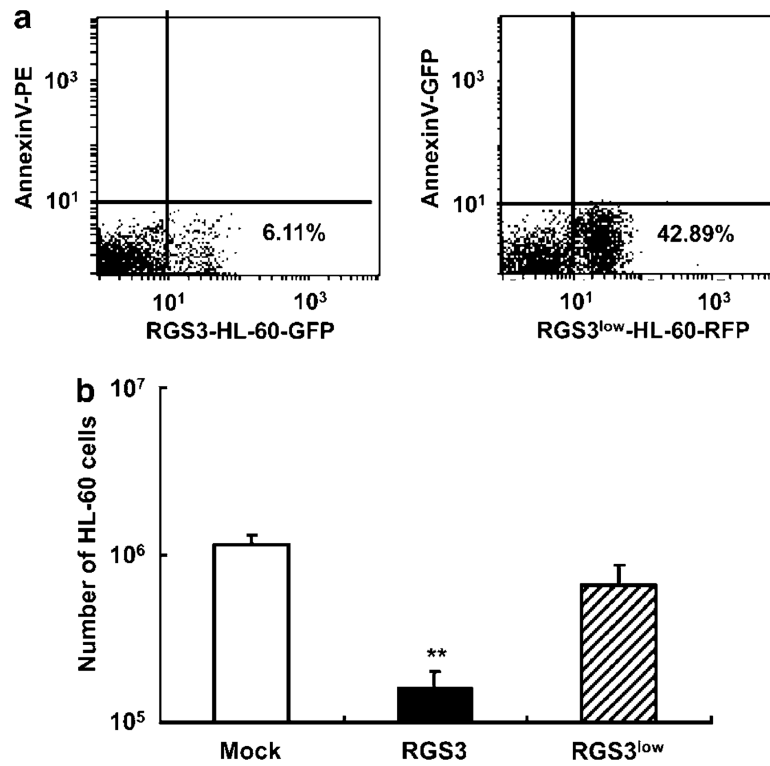 a
AnnexinV-PE
10³
10¹
6.11%
10¹ 10³
RGS3-HL-60-GFP
AnnexinV-GFP
10³
10¹
42.89%
10¹ 10³
RGS3ˡᵒʷ-HL-60-RFP
b
Number of HL-60 cells
10⁷
10⁶
10⁵
**
Mock RGS3 RGS3ˡᵒʷ